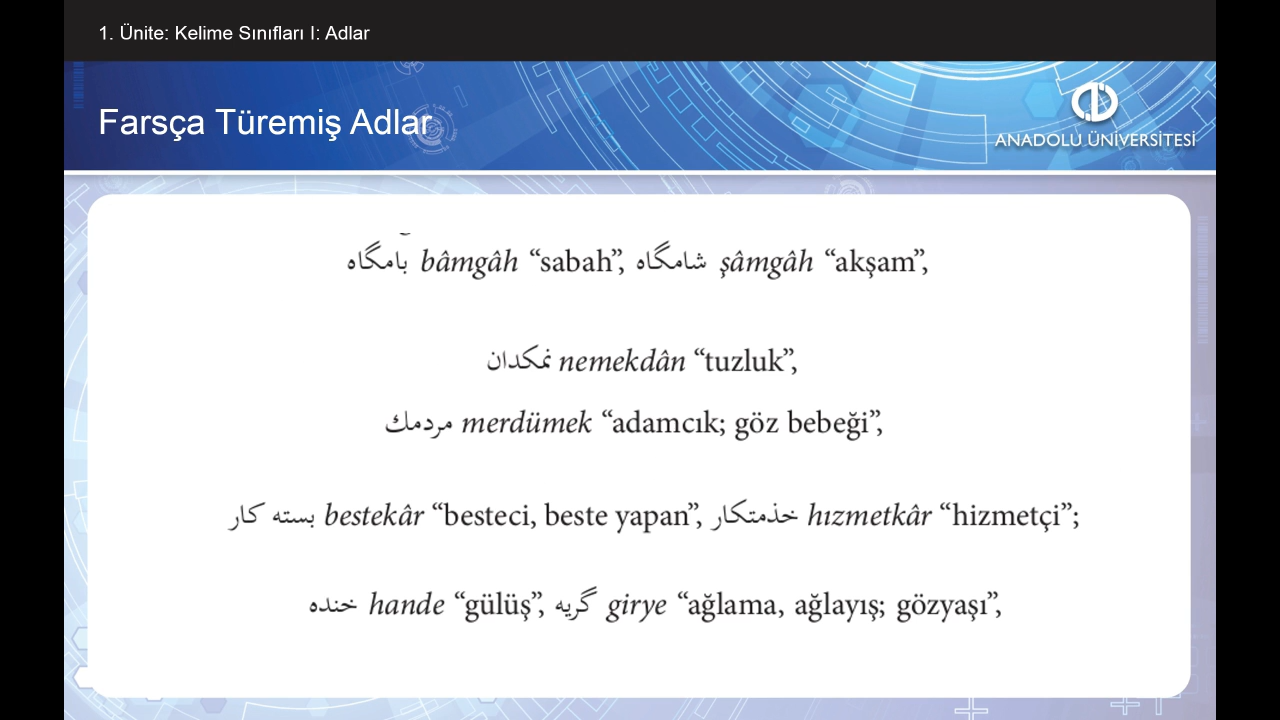 1. Ünite: Kelime Sınıfları I: Adlar
Farsça Türemiş Adlar
ANADOLU ÜNİVERSİTESİ
بامگاه bâmgâh “sabah”, شامگاه şâmgâh “akşam”,
نمكدان nemekdân “tuzluk”,
مردمك merdümek “adamcık; göz bebeği”,
بسته كار bestekâr “besteci, beste yapan”, خذمتكار hızmetkâr “hizmetçi”;
خنده hande “gülüş”, گريه girye “ağlama, ağlayış; gözyaşı”,